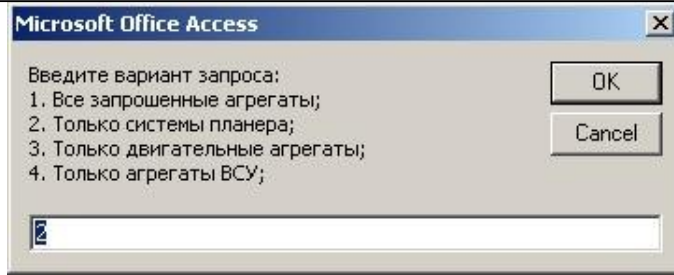 Microsoft Office Access
Введите вариант запроса:
1. Все запрошенные агрегаты;
2. Только системы планера;
3. Только двигательные агрегаты;
4. Только агрегаты ВСУ;
OK
Cancel
2